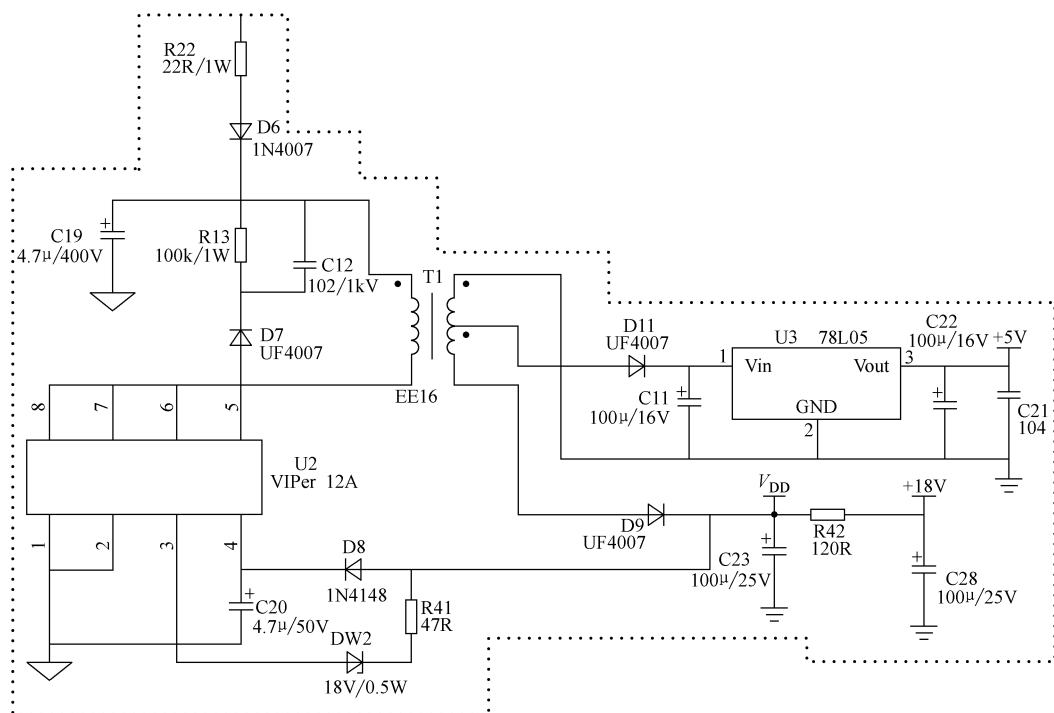 R22
22R/1W
D6
1N4007
C19
4.7μ/400V
R13
100k/1W
C12
102/1kV
T1
D7
UF4007
EE16
D11
UF4007
C11
100μ/16V
U3 78L05
1
Vin
Vout
3
GND
2
C22
100μ/16V
+5V
C21
104
8
7
6
5
U2
VIPer 12A
1
2
3
4
D8
1N4148
C20
4.7μ/50V
R41
47R
DW2
18V/0.5W
D9
UF4007
VDD
R42
120R
+18V
C23
100μ/25V
C28
100μ/25V